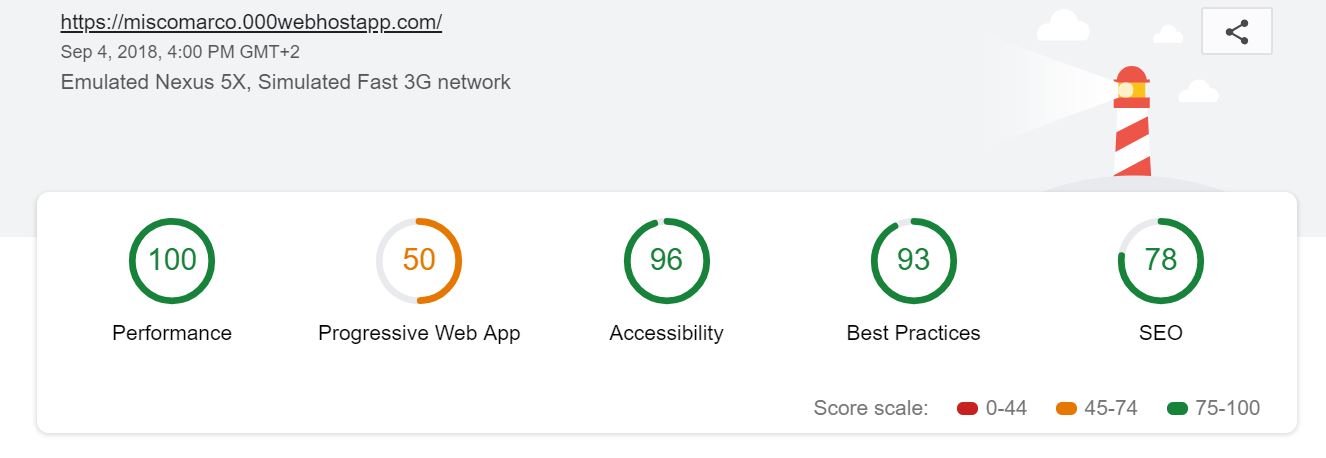 https://miscomarco.000webhostapp.com/
Sep 4, 2018, 4:00 PM GMT+2
Emulated Nexus 5X, Simulated Fast 3G network
100 50 96 93 78
Performance Progressive Web App Accessibility Best Practices SEO
Score scale: 0-44 45-74 75-100